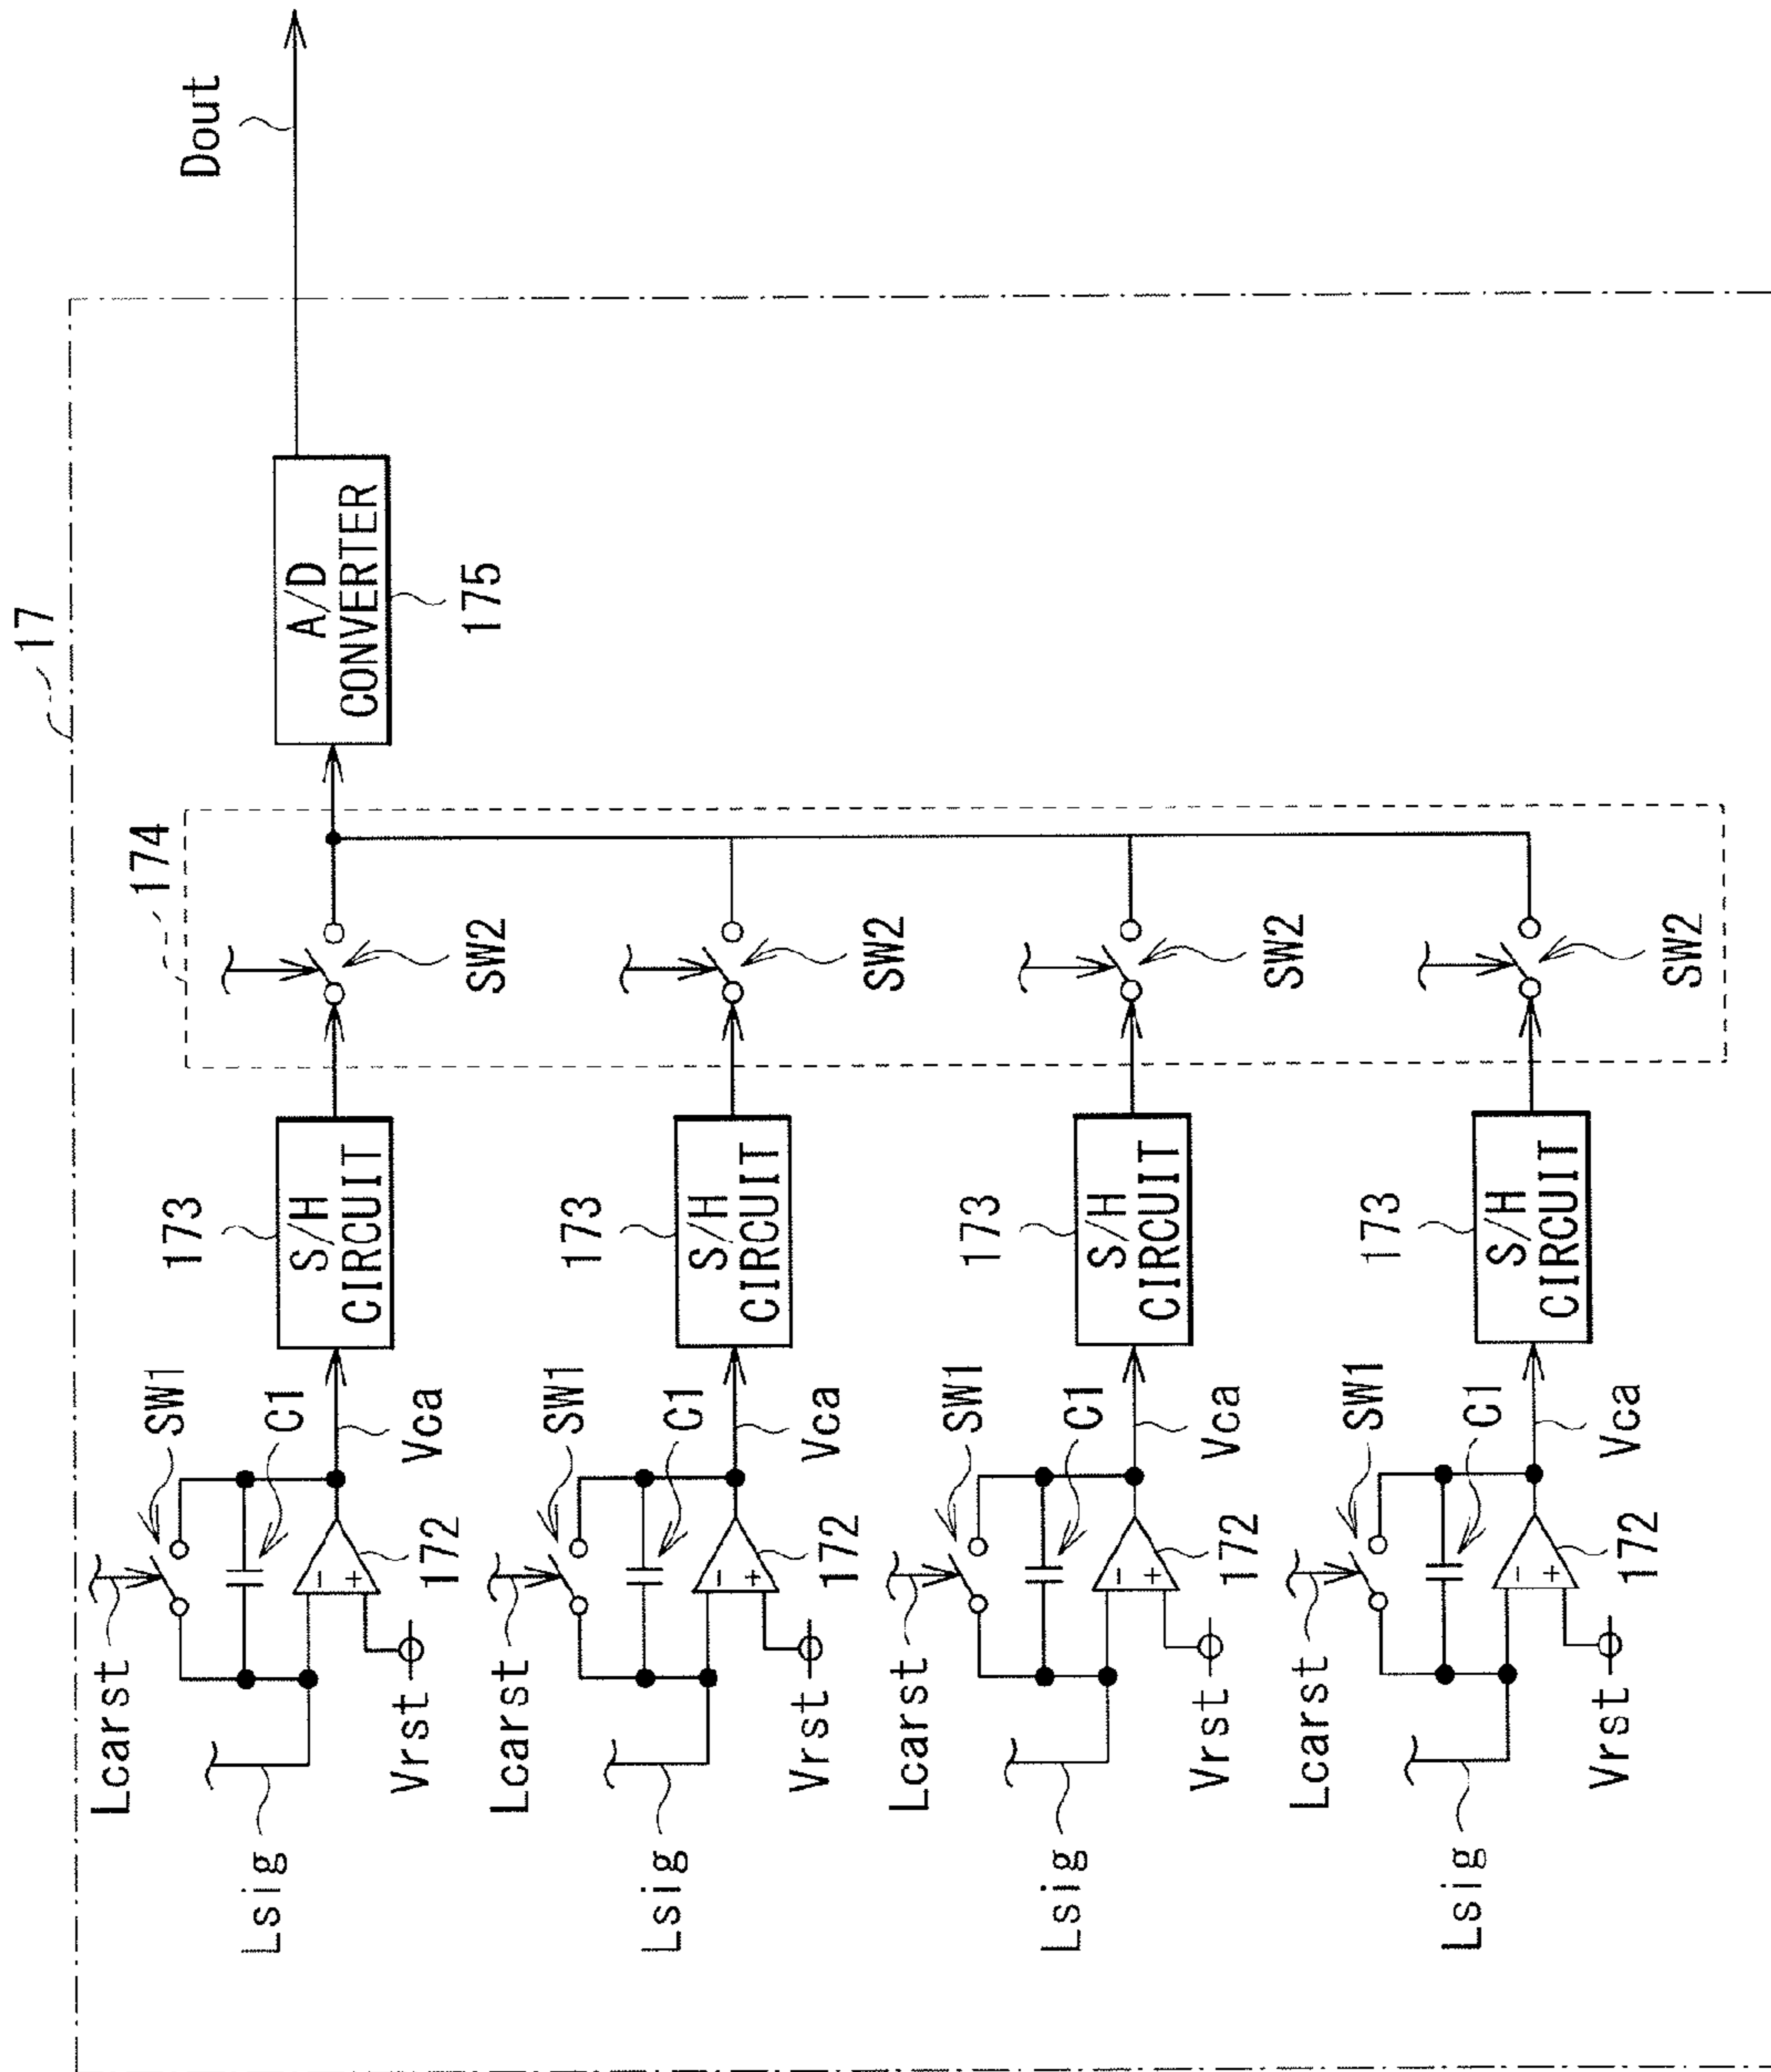 17
Dout
A/D
CONVERTER
175
174
SW2
SW2
SW2
SW2
173
S/H
CIRCUIT
173
S/H
CIRCUIT
173
S/H
CIRCUIT
173
S/H
CIRCUIT
Lcarst
SW1
C1
Vca
-
+
172
Vrst
Lsig
Lcarst
SW1
C1
Vca
-
+
172
Vrst
Lsig
Lcarst
SW1
C1
Vca
-
+
172
Vrst
Lsig
Lcarst
SW1
C1
Vca
-
+
172
Vrst
Lsig